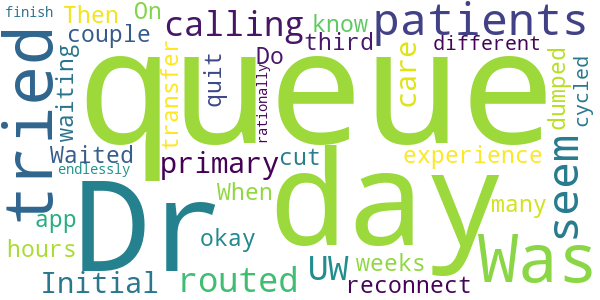 finish
Then
On
calling
patients
couple
know
Do
third
different
tried
waiting
transfer
quit
queue
rationally
care
dumped
cycled
Waited
primary
cut
experience
seem
endlessly
Dr
When
day
many
app
okay
Was
hours
UW
weeks
Initial
routed
reconnect